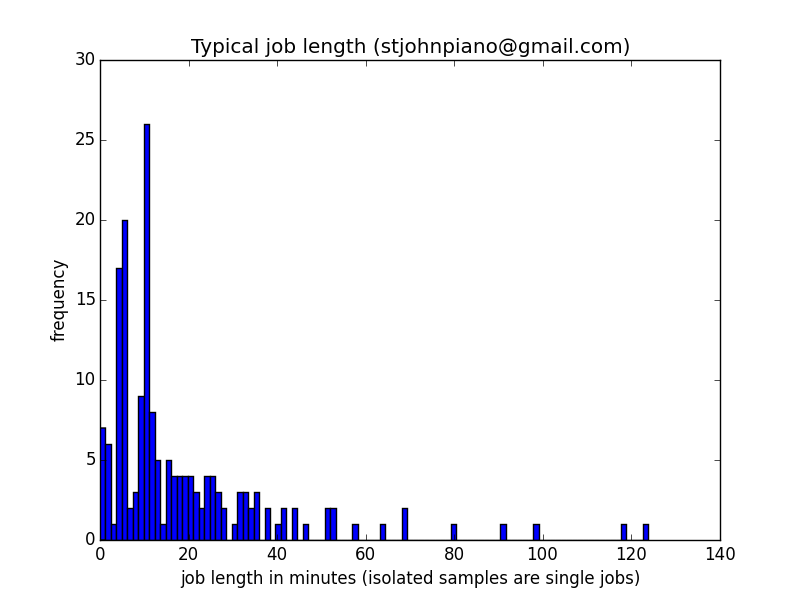 Typical job length (stjohnpiano@gmail.com)
30
25
20
15
10
5
0
frequency
0 20 40 60 80 100 120 140
job length in minutes (isolated samples are single jobs)